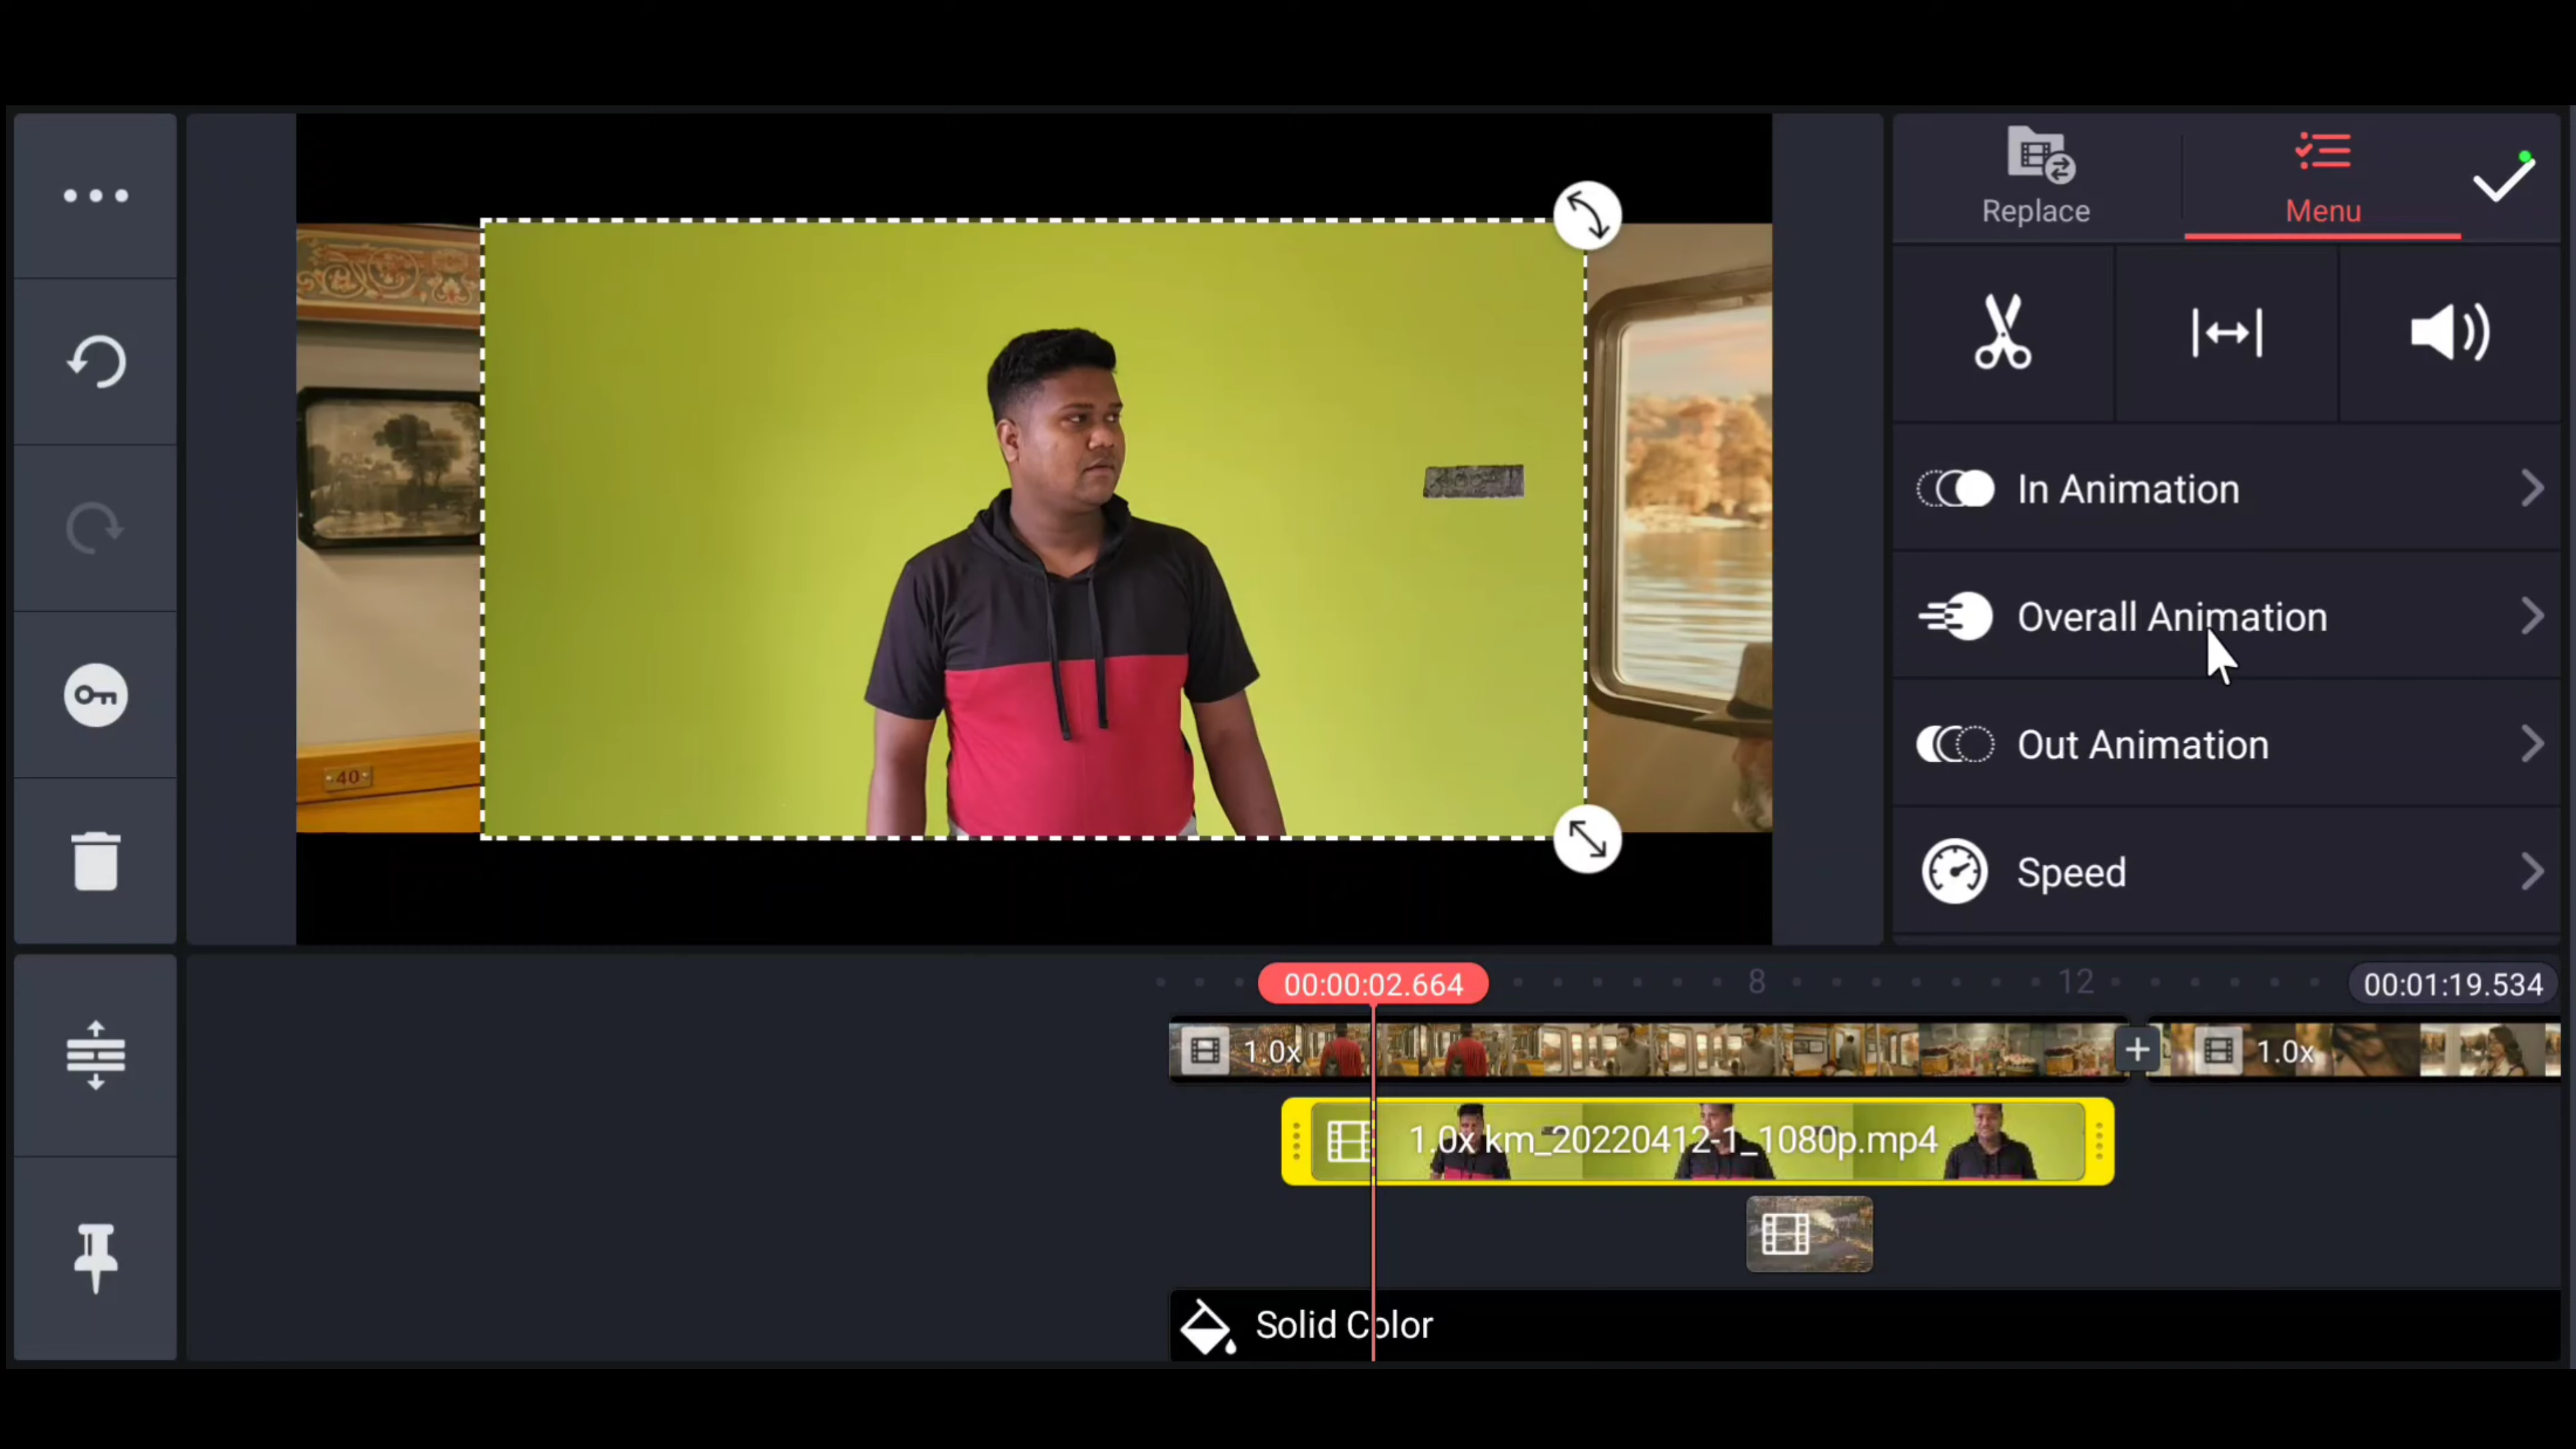 Replace
Menu
In Animation
Overall Animation
Out Animation
Speed
40
00:00:02.664
8
12
00:01:19.534
1.0x
1.0x
1.0x km_20220412-1_1080p.mp4
Solid Color